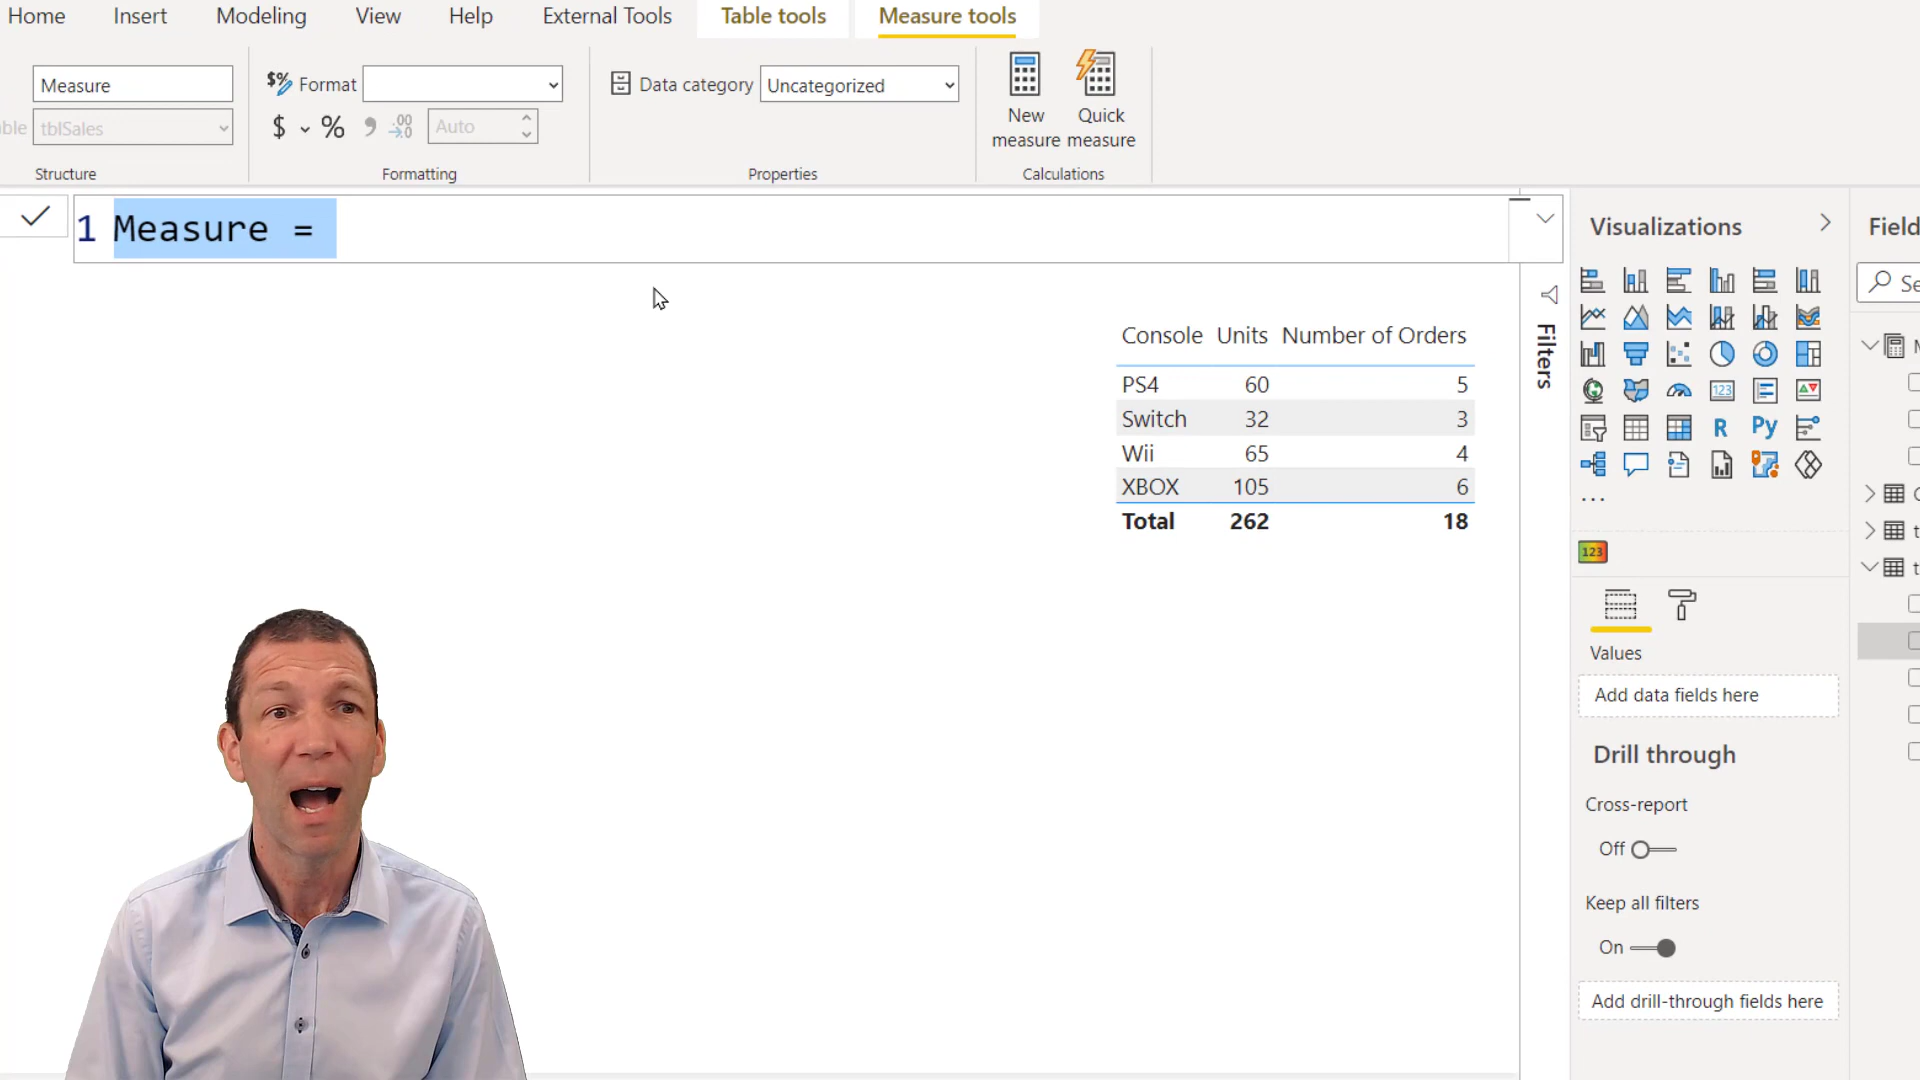 Home Insert Modeling View Help External Tools Table tools Measure tools
Measure
$% Format
Data category Uncategorized
tblSales
$ % , .00 Auto
New measure
Quick measure
Structure Formatting Properties Calculations
1 Measure =
Console Units Number of Orders
PS4 60 5
Switch 32 3
Wii 65 4
XBOX 105 6
Total 262 18
Filters
Visualizations
123
R Py
...
123
Values
Add data fields here
Drill through
Cross-report
Off
Keep all filters
On
Add drill-through fields here